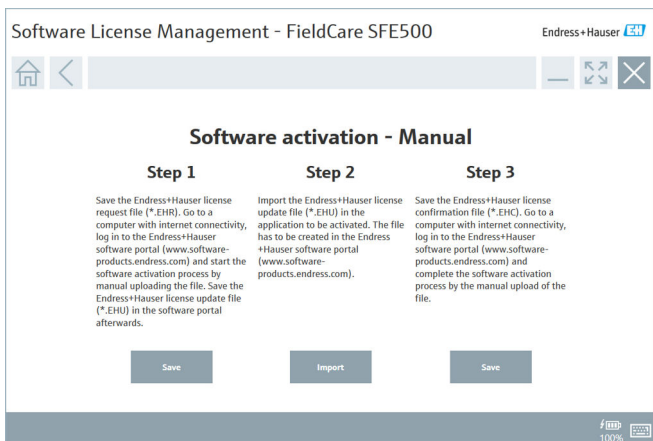 Software License Management - FieldCare SFE500
Endress+Hauser EH
Software activation - Manual
Step 1
Save the Endress+Hauser license
request file (*.EHR). Go to a
computer with internet connectivity,
log in to the Endress+Hauser
software portal (www.software-
products.endress.com) and start the
software activation process by
manual uploading the file. Save the
Endress+Hauser license update file
(*.EHU) in the software portal
afterwards.
Save
Step 2
Import the Endress+Hauser license
update file (*.EHU) in the
application to be activated. The file
has to be created in the Endress
+Hauser software portal
(www.software-
products.endress.com).
Import
Step 3
Save the Endress+Hauser license
confirmation file (*.EHC). Go to a
computer with internet connectivity,
log in to the Endress+Hauser
software portal (www.software-
products.endress.com) and
complete the software activation
process by the manual upload of the
file.
Save
100%